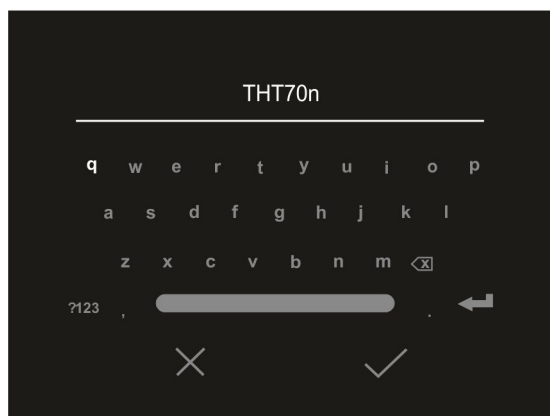 THT70n
q w e r t y u i o p
a s d f g h j k l
z x c v b n m
?123 , .